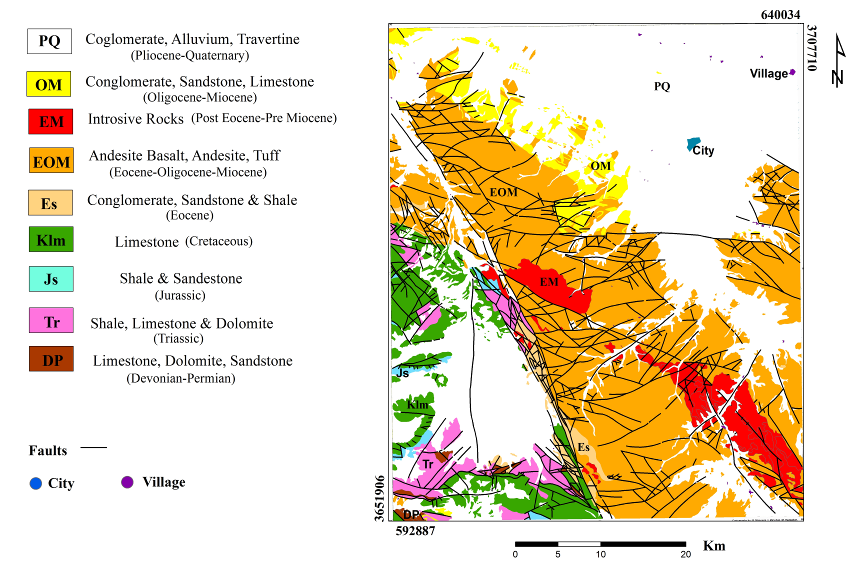 PQ
Coglomerate, Alluvium, Travertine
(Pliocene-Quaternary)
OM
Conglomerate, Sandstone, Limestone
(Oligocene-Miocene)
EM
Introsive Rocks (Post Eocene-Pre Miocene)
EOM
Andesite Basalt, Andesite, Tuff
(Eocene-Oligocene-Miocene)
Es
Conglomerate, Sandstone & Shale
(Eocene)
Klm
Limestone (Cretaceous)
Js
Shale & Sandestone
(Jurassic)
Tr
Shale, Limestone & Dolomite
(Triassic)
DP
Limestone, Dolomite, Sandstone
(Devonian-Permian)
Faults
City
Village
640034
3707710
N
Village
PQ
City
OM
EOM
EM
Js
Klm
Es
Tr
DP
3651906
592887
0 5 10 20
Km